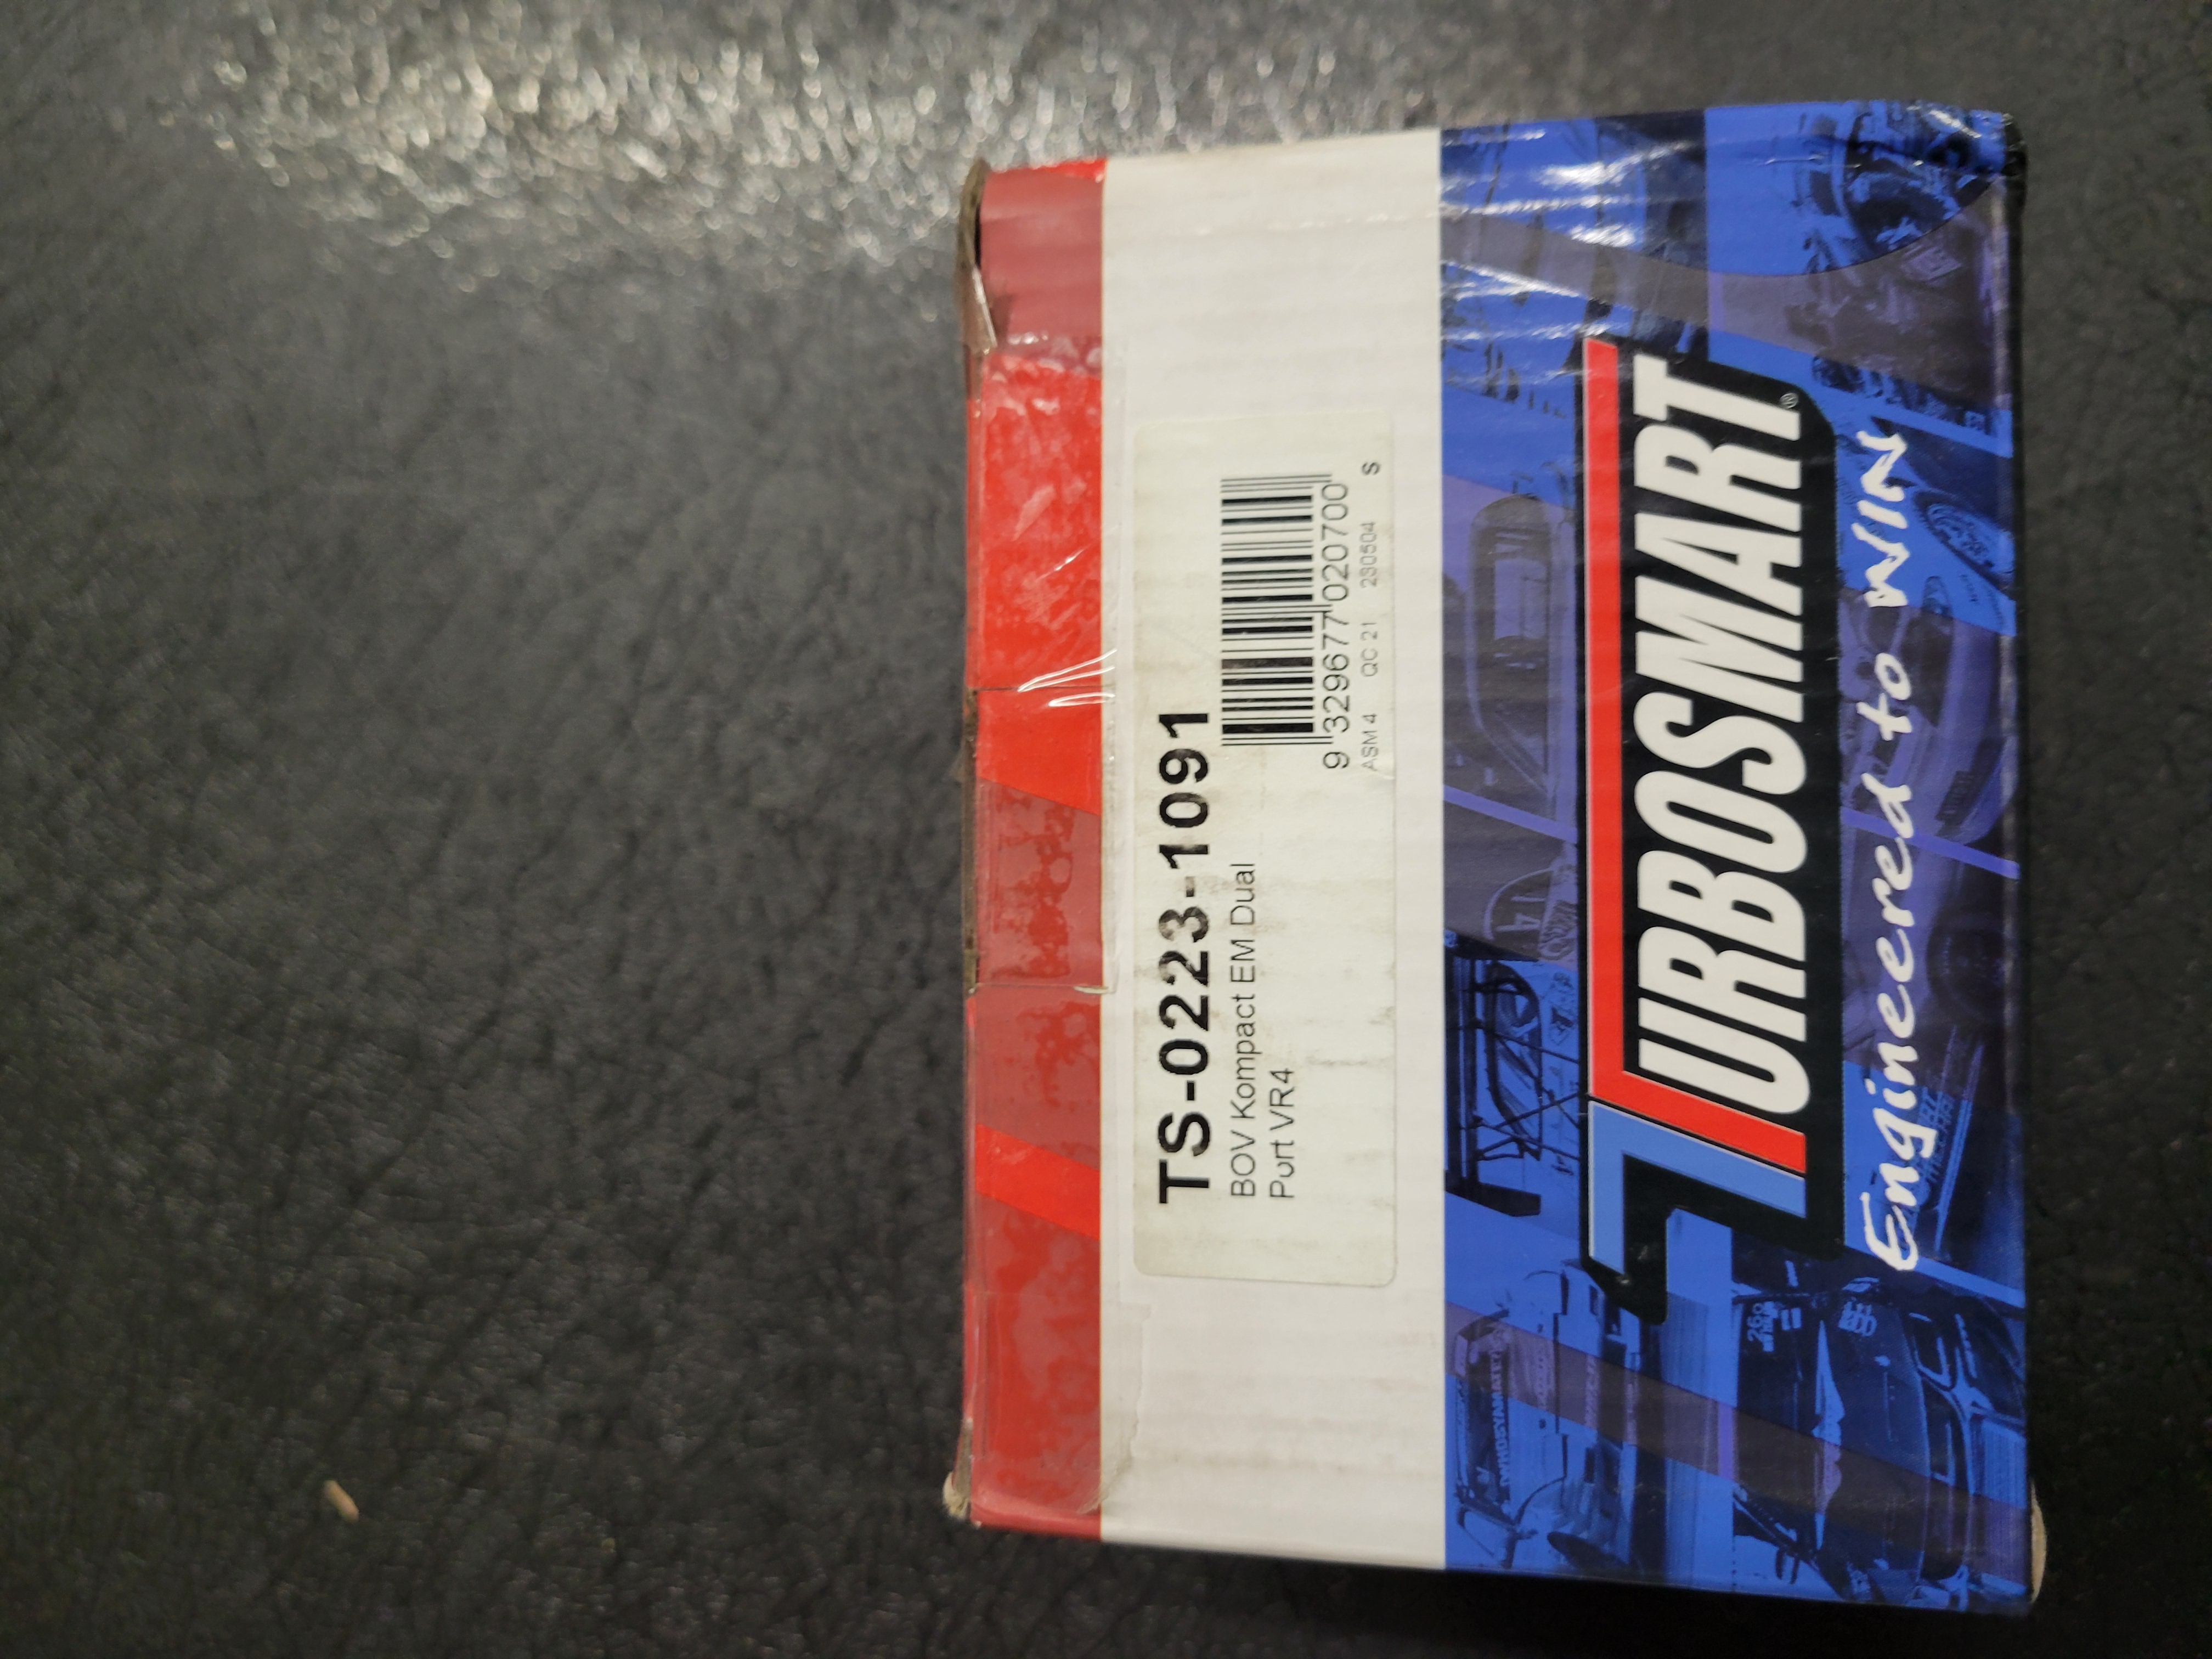 TS-0223-1091
BOV Kompact EM Dual
Port VR4
9 329677 020700
ASM 4 QC 21 230504 S
TURBOSMART®
Engineered to WIN